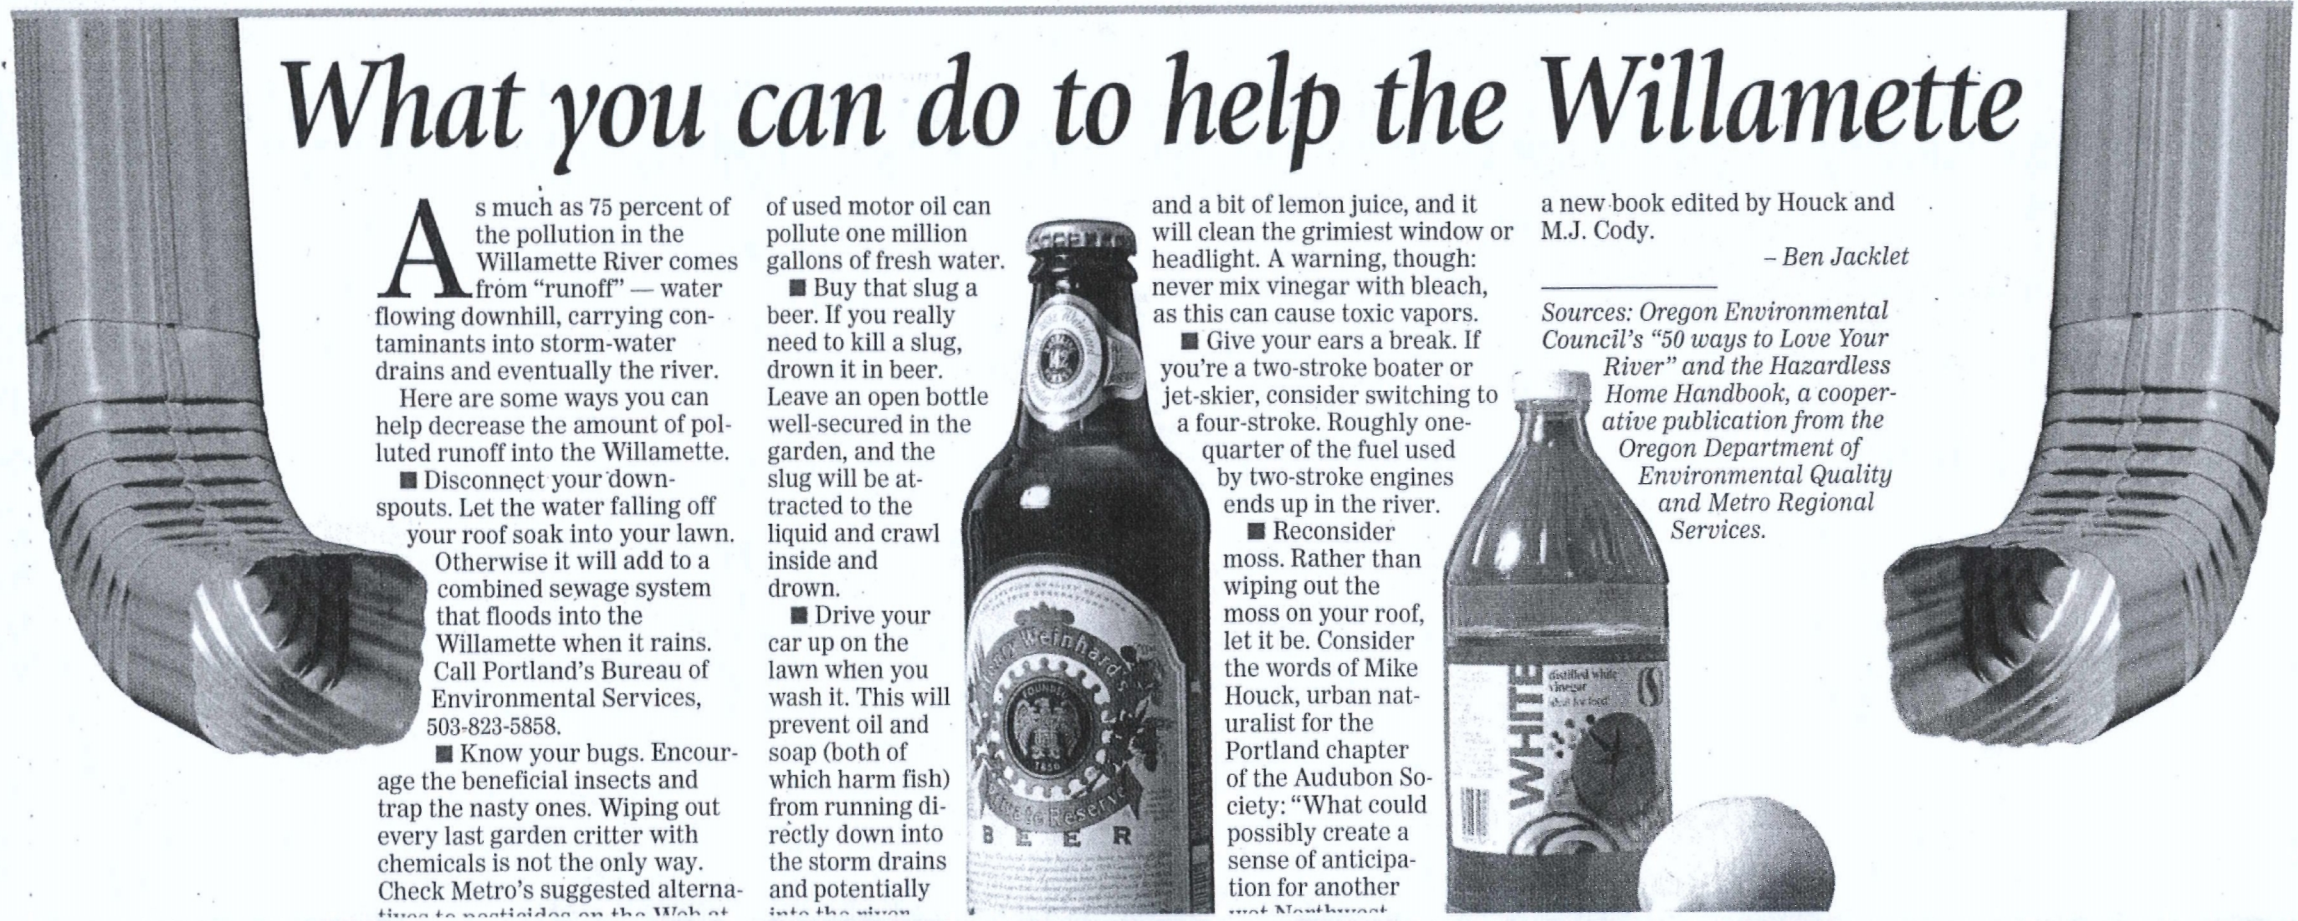 What you can do to help the Willamette
As much as 75 percent of
the pollution in the
Willamette River comes
from “runoff” — water
flowing downhill, carrying con-
taminants into storm-water
drains and eventually the river.
Here are some ways you can
help decrease the amount of pol-
luted runoff into the Willamette.
■ Disconnect your down-
spouts. Let the water falling off
your roof soak into your lawn.
Otherwise it will add to a
combined sewage system
that floods into the
Willamette when it rains.
Call Portland’s Bureau of
Environmental Services,
503-823-5858.
■ Know your bugs. Encour-
age the beneficial insects and
trap the nasty ones. Wiping out
every last garden critter with
chemicals is not the only way.
Check Metro’s suggested alterna-
tives to pesticides on the Web at
of used motor oil can
pollute one million
gallons of fresh water.
■ Buy that slug a
beer. If you really
need to kill a slug,
drown it in beer.
Leave an open bottle
well-secured in the
garden, and the
slug will be at-
tracted to the
liquid and crawl
inside and
drown.
■ Drive your
car up on the
lawn when you
wash it. This will
prevent oil and
soap (both of
which harm fish)
from running di-
rectly down into
the storm drains
and potentially
into the river
Henry Weinhard's
FOUNDED
1856
Private Reserve
BEER
and a bit of lemon juice, and it
will clean the grimiest window or
headlight. A warning, though:
never mix vinegar with bleach,
as this can cause toxic vapors.
■ Give your ears a break. If
you’re a two-stroke boater or
jet-skier, consider switching to
a four-stroke. Roughly one-
quarter of the fuel used
by two-stroke engines
ends up in the river.
■ Reconsider
moss. Rather than
wiping out the
moss on your roof,
let it be. Consider
the words of Mike
Houck, urban nat-
uralist for the
Portland chapter
of the Audubon So-
ciety: “What could
possibly create a
sense of anticipa-
tion for another
wet Northwest
WHITE
distilled white
vinegar
a new book edited by Houck and
M.J. Cody.
– Ben Jacklet
Sources: Oregon Environmental
Council’s “50 ways to Love Your
River” and the Hazardless
Home Handbook, a cooper-
ative publication from the
Oregon Department of
Environmental Quality
and Metro Regional
Services.